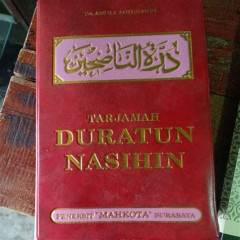 درة الناصحين
TARJAMAH
DURATUN
NASIHIN
PENERBIT "MAHKOTA" SURABAYA